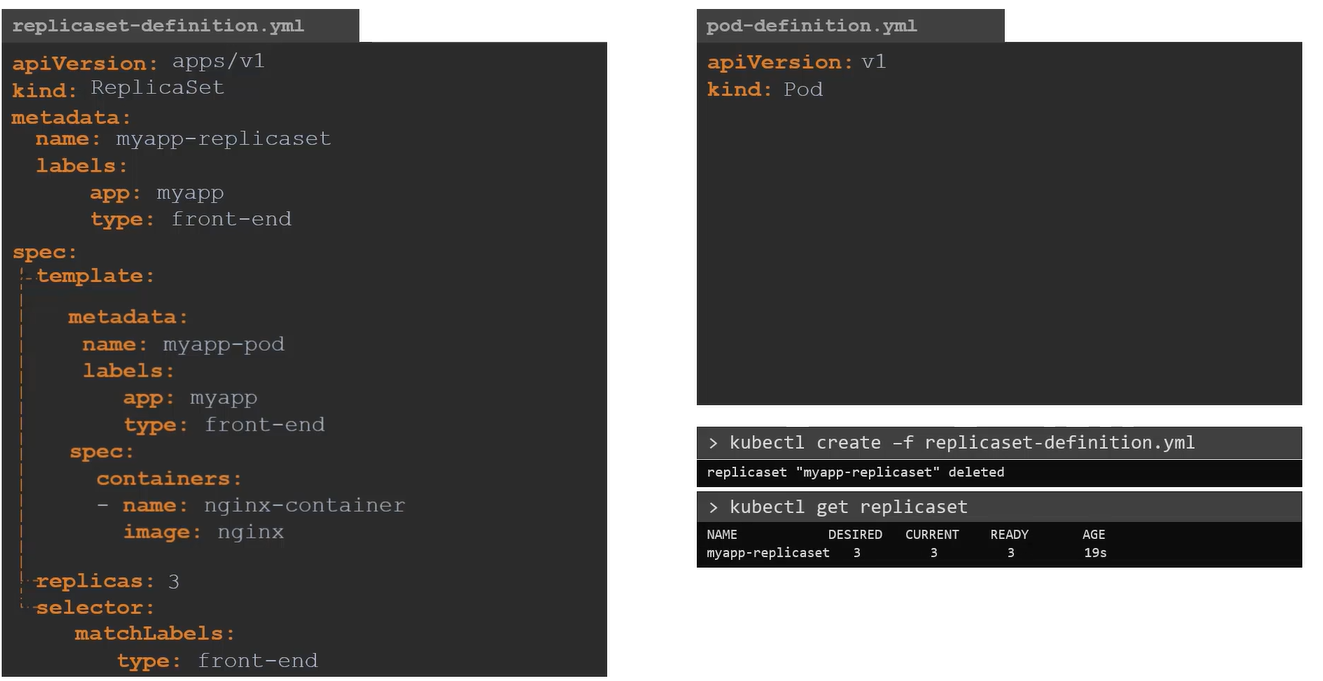 replicaset-definition.yml
apiVersion: apps/v1
kind: ReplicaSet
metadata:
name: myapp-replicaset
labels:
app: myapp
type: front-end
spec:
template:
metadata:
name: myapp-pod
labels:
app: myapp
type: front-end
spec:
containers:
- name: nginx-container
image: nginx
replicas: 3
selector:
matchLabels:
type: front-end
pod-definition.yml
apiVersion: v1
kind: Pod
> kubectl create –f replicaset-definition.yml
replicaset "myapp-replicaset" deleted
> kubectl get replicaset
NAME DESIRED CURRENT READY AGE
myapp-replicaset 3 3 3 19s